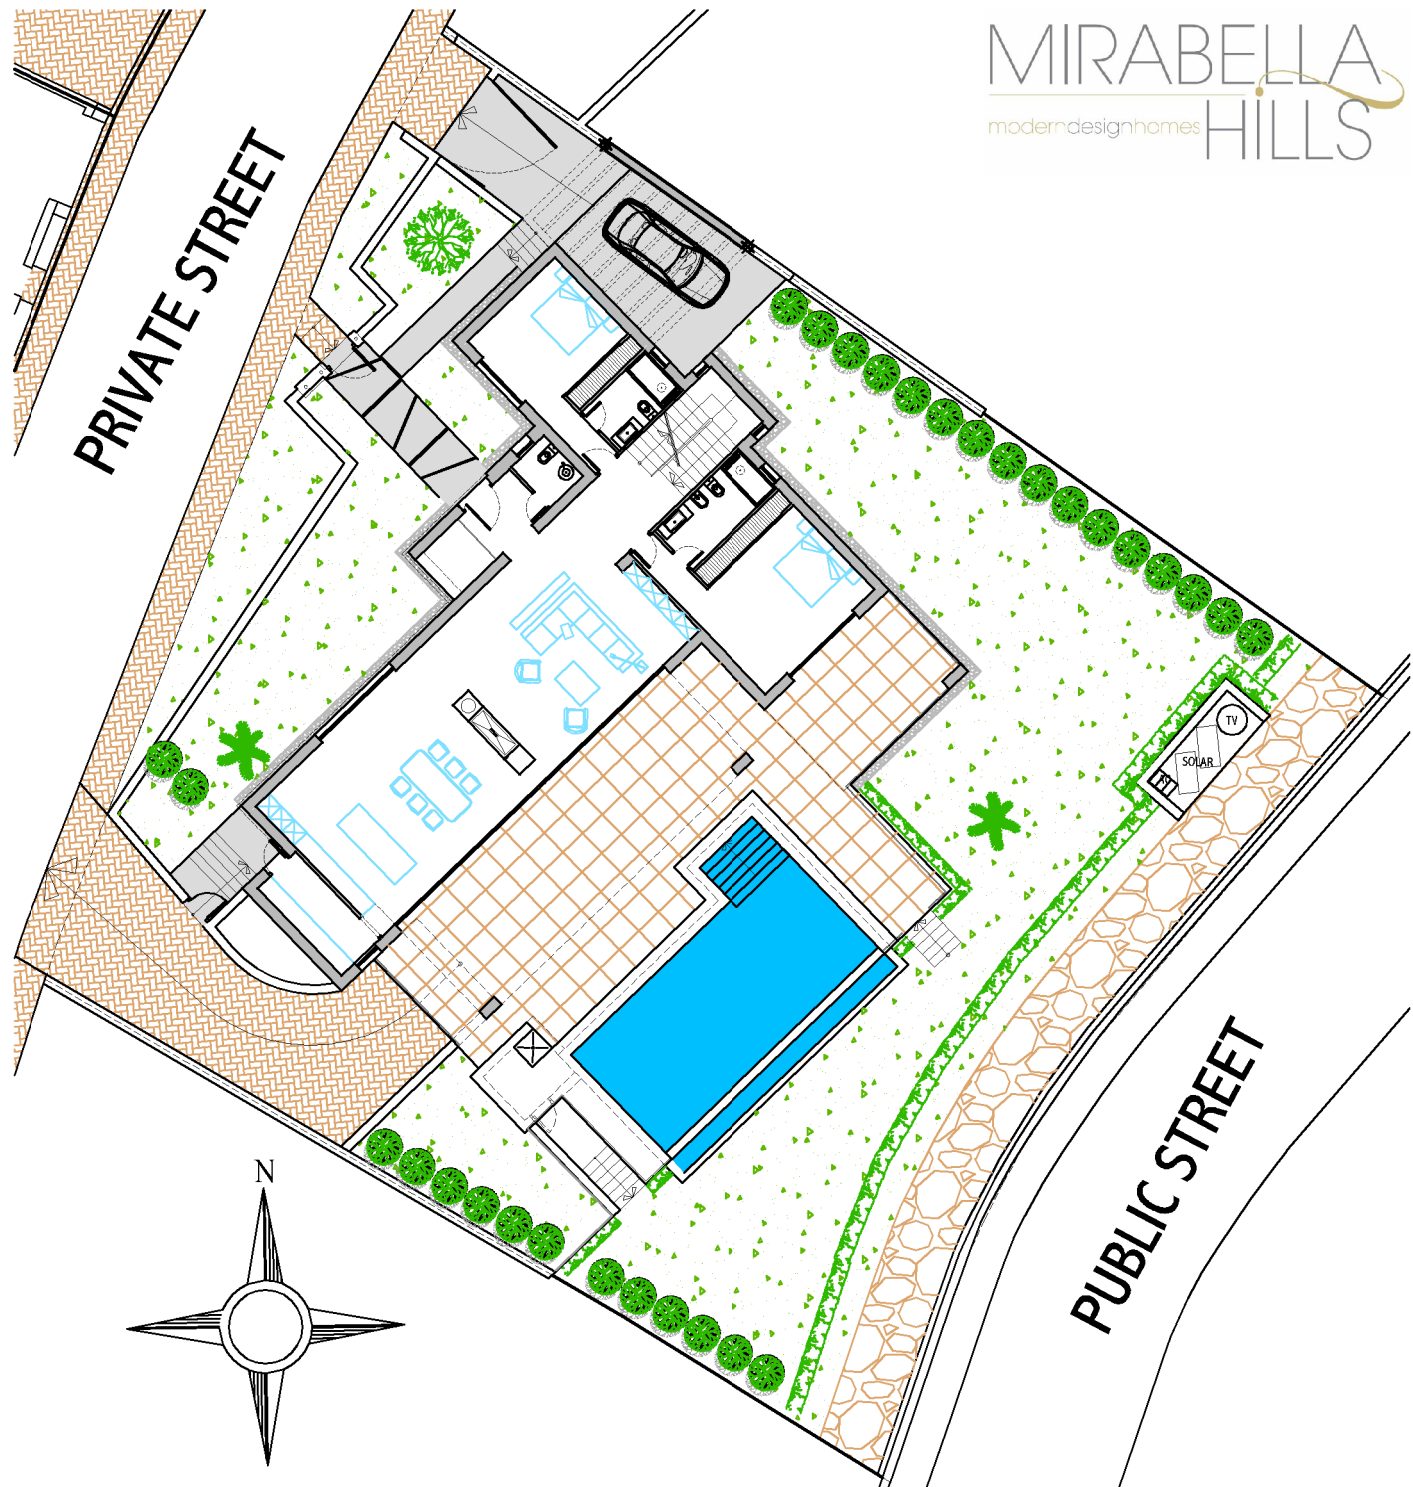 MIRABELLA
HILLS
moderndesignhomes
PRIVATE STREET
TV
SOLAR
N
PUBLIC STREET